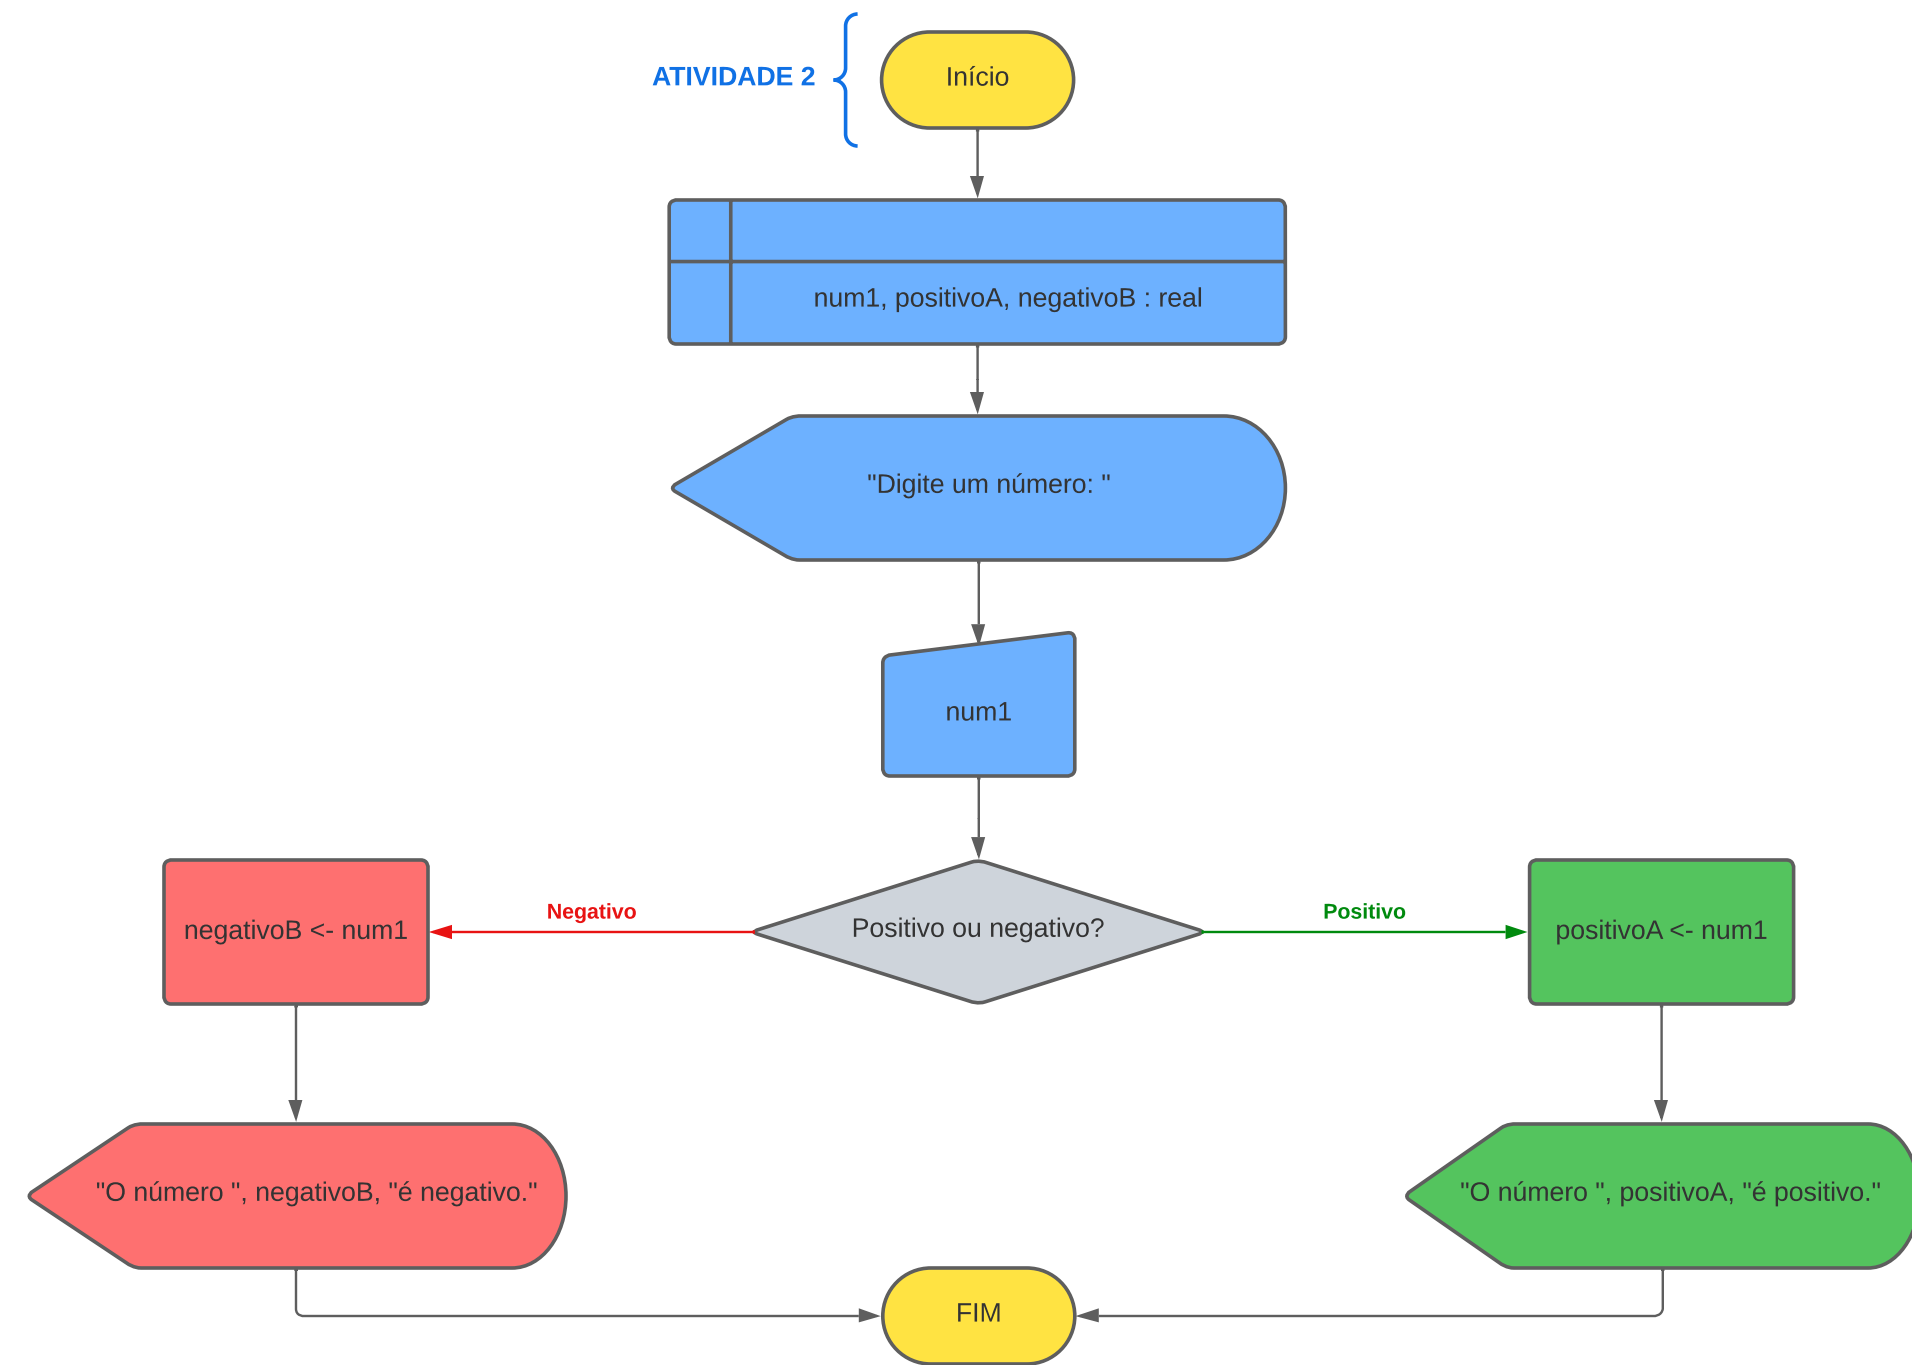 ATIVIDADE 2
Início
num1, positivoA, negativoB : real
"Digite um número: "
num1
negativoB <- num1
Negativo
Positivo ou negativo?
Positivo
positivoA <- num1
"O número ", negativoB, "é negativo."
"O número ", positivoA, "é positivo."
FIM